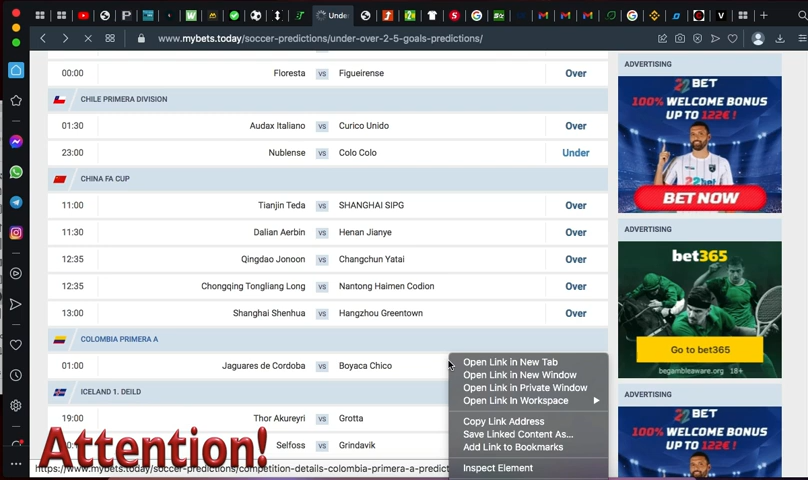 Under
www.mybets.today/soccer-predictions/under-over-2-5-goals-predictions/
00:00 Floresta vs Figueirense Over
CHILE PRIMERA DIVISION
01:30 Audax Italiano vs Curico Unido Over
23:00 Nublense vs Colo Colo Under
CHINA FA CUP
11:00 Tianjin Teda vs SHANGHAI SIPG Over
11:30 Dalian Aerbin vs Henan Jianye Over
12:35 Qingdao Jonoon vs Changchun Yatai Over
12:35 Chongqing Tongliang Long vs Nantong Haimen Codion Over
13:00 Shanghai Shenhua vs Hangzhou Greentown Over
COLOMBIA PRIMERA A
01:00 Jaguares de Cordoba vs Boyaca Chico
ICELAND 1. DEILD
19:00 Thor Akureyri vs Grotta
Selfoss vs Grindavik
Attention!
https://www.mybets.today/soccer-predictions/competition-details-colombia-primera-a-predict
Open Link in New Tab
Open Link in New Window
Open Link in Private Window
Open Link In Workspace
Copy Link Address
Save Linked Content As...
Add Link to Bookmarks
Inspect Element
ADVERTISING
22BET
100% WELCOME BONUS
UP TO 122€ !
22bet
BET NOW
ADVERTISING
bet365
Go to bet365
begambleaware.org 18+
ADVERTISING
22BET
100% WELCOME BONUS
UP TO 122€ !